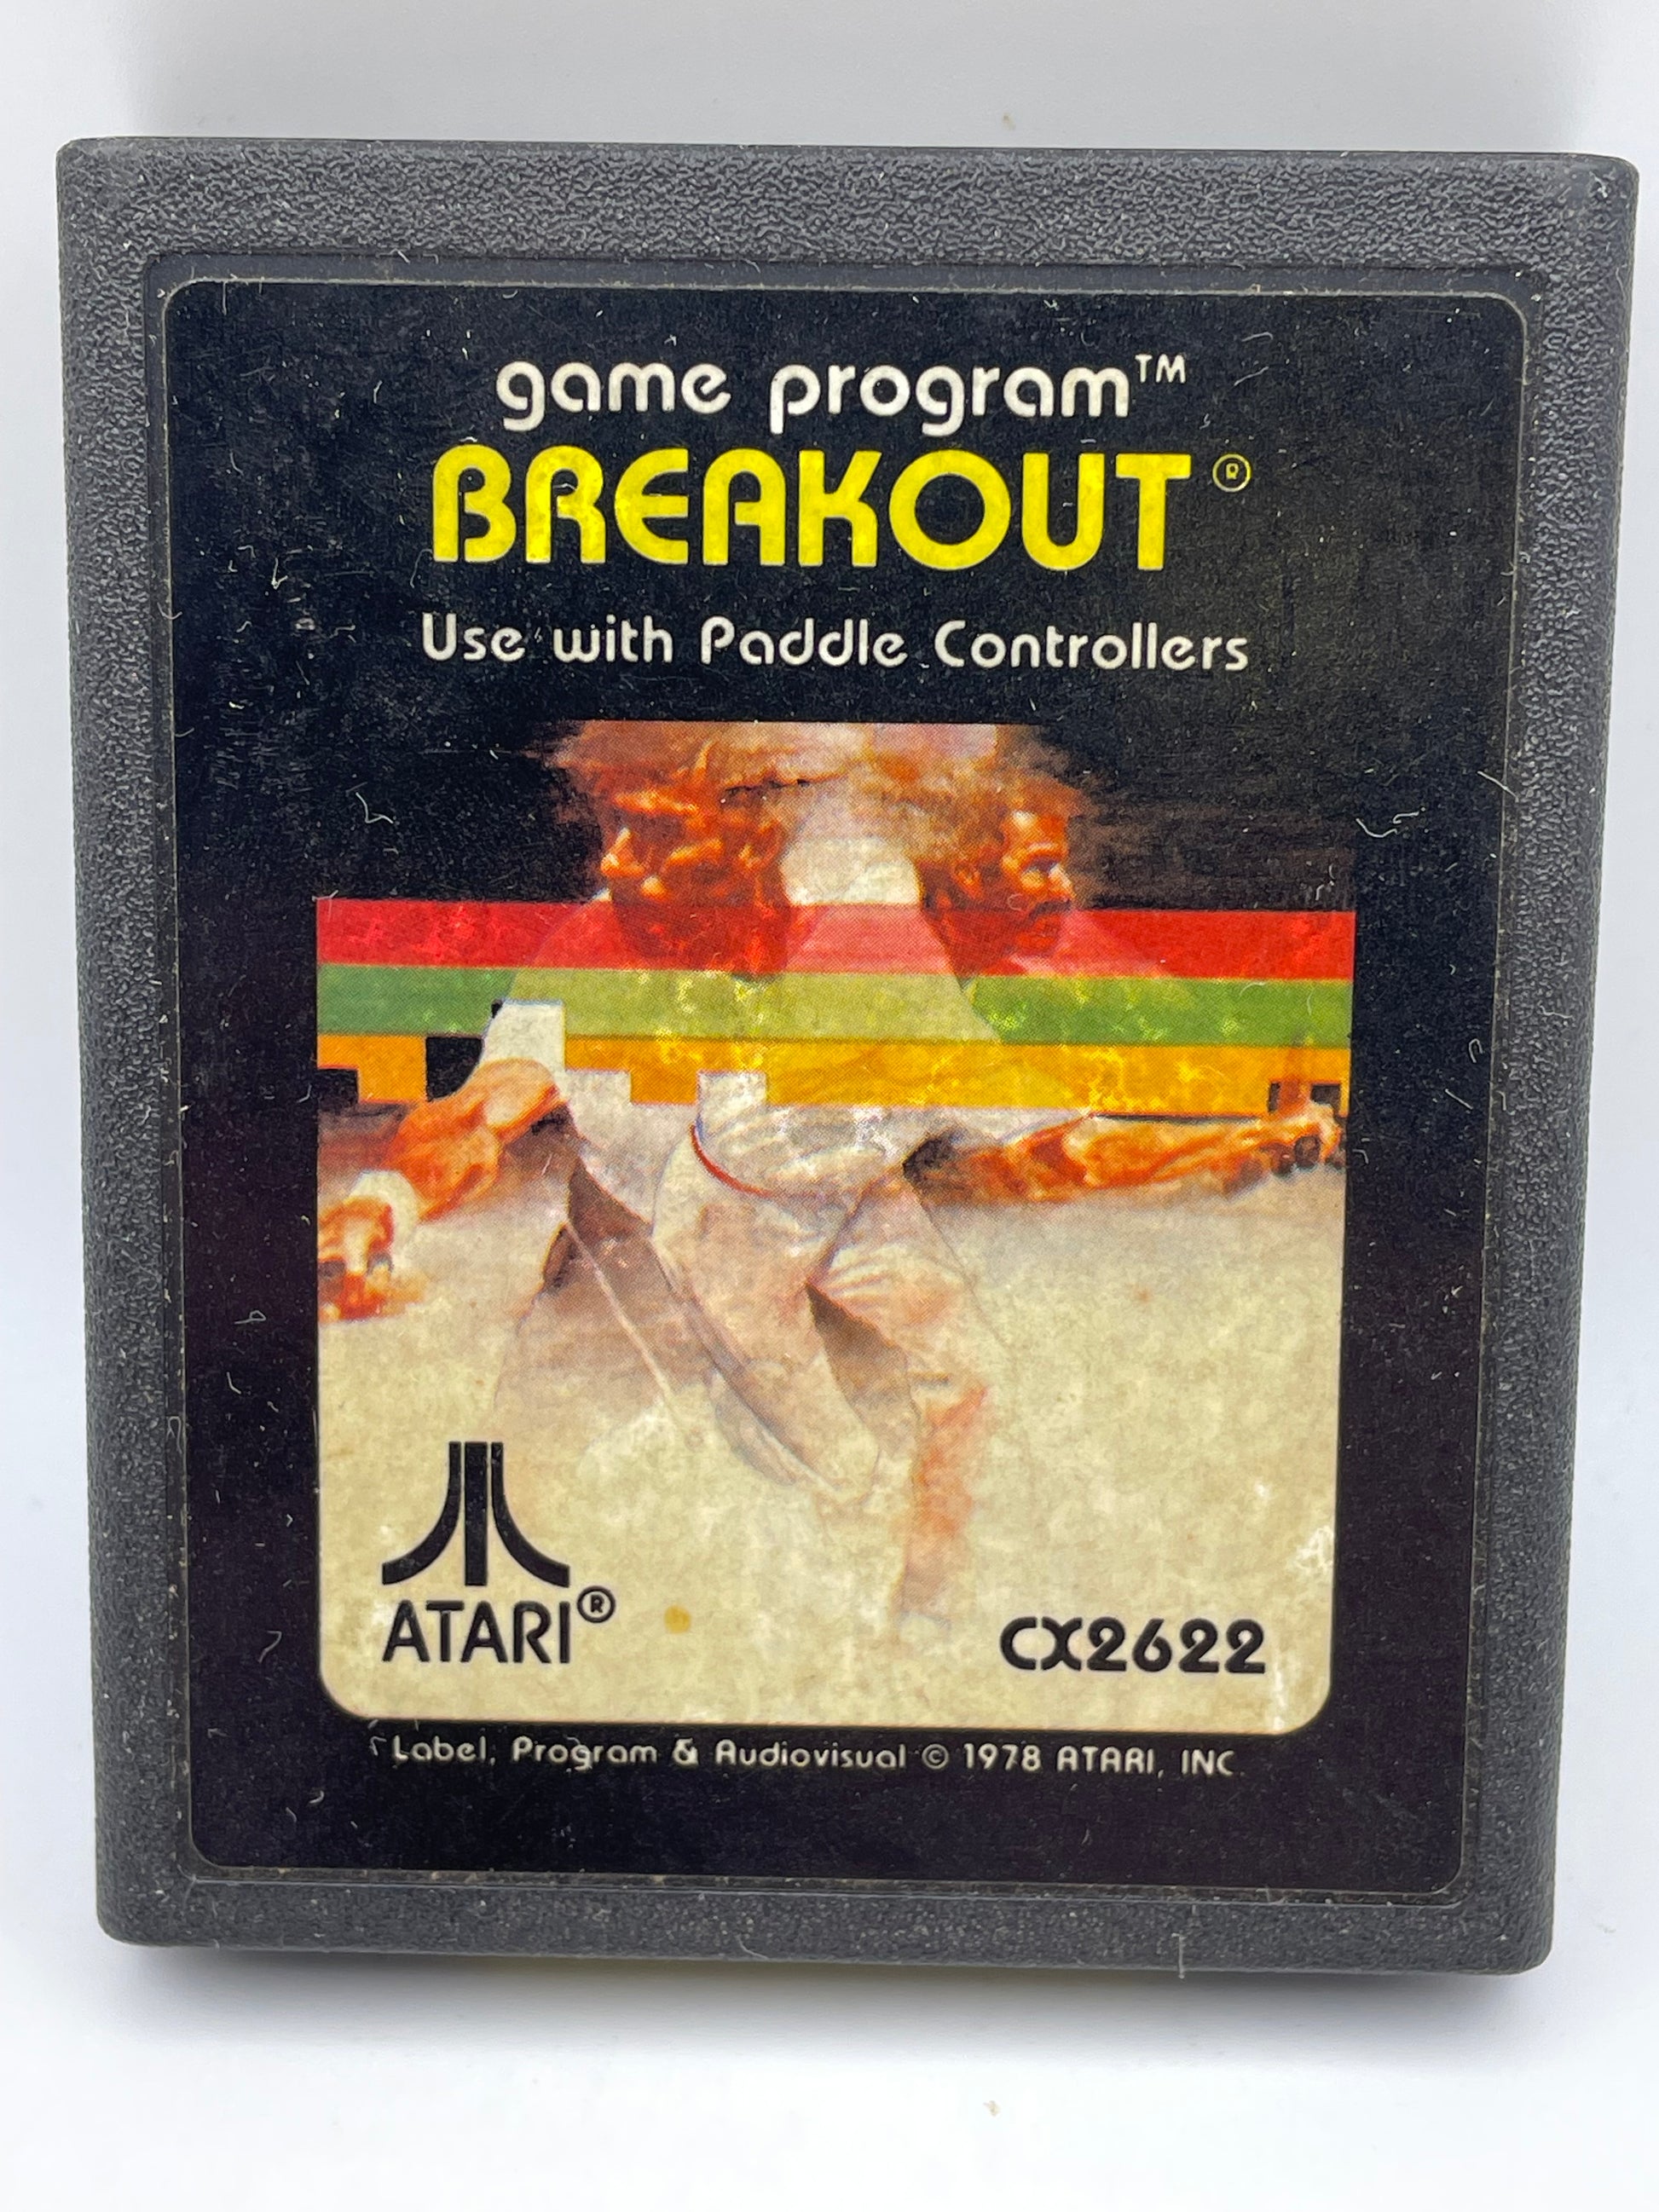 game program™
BREAKOUT®
Use with Paddle Controllers
ATARI®
CX2622
Label, Program & Audiovisual © 1978 ATARI, INC.